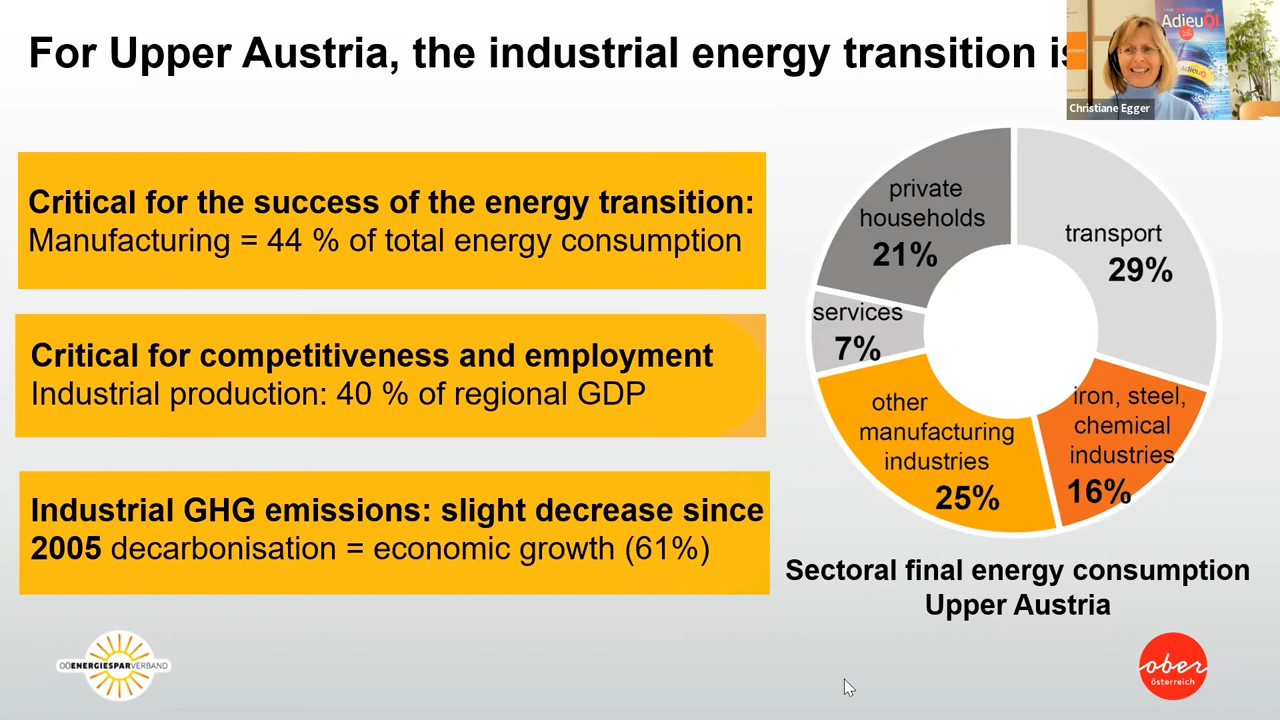 For Upper Austria, the industrial energy transition is
AdieuÖl
AdieuÖl
Christiane Egger
Critical for the success of the energy transition:
Manufacturing = 44 % of total energy consumption
Critical for competitiveness and employment
Industrial production: 40 % of regional GDP
Industrial GHG emissions: slight decrease since
2005 decarbonisation = economic growth (61%)
private
households
21%
transport
29%
services
7%
other
manufacturing
industries
25%
iron, steel,
chemical
industries
16%
Sectoral final energy consumption
Upper Austria
OÖENERGIESPARVERBAND
ober
österreich